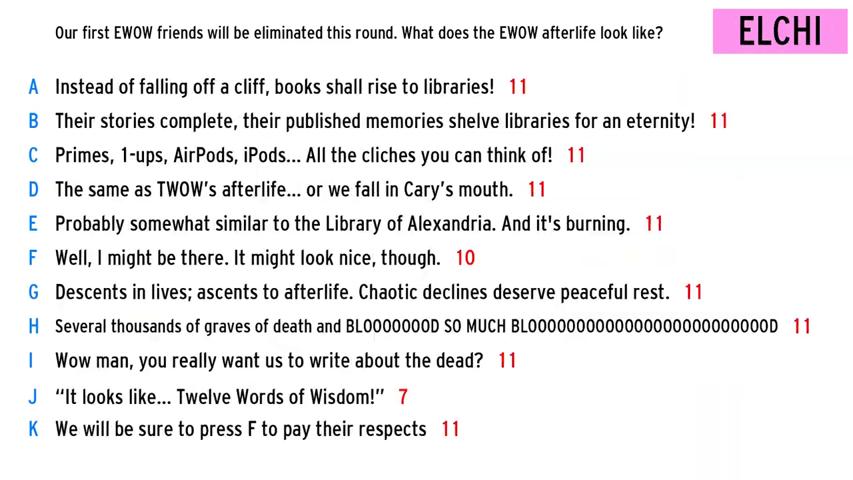 Our first EWOW friends will be eliminated this round. What does the EWOW afterlife look like?
ELCHI
A Instead of falling off a cliff, books shall rise to libraries! 11
B Their stories complete, their published memories shelve libraries for an eternity! 11
C Primes, 1-ups, AirPods, iPods... All the cliches you can think of! 11
D The same as TWOW's afterlife... or we fall in Cary's mouth. 11
E Probably somewhat similar to the Library of Alexandria. And it's burning. 11
F Well, I might be there. It might look nice, though. 10
G Descents in lives; ascents to afterlife. Chaotic declines deserve peaceful rest. 11
H Several thousands of graves of death and BLOOOOOOOD SO MUCH BLOOOOOOOOOOOOOOOOOOOOOOOOOD 11
I Wow man, you really want us to write about the dead? 11
J “It looks like... Twelve Words of Wisdom!” 7
K We will be sure to press F to pay their respects 11